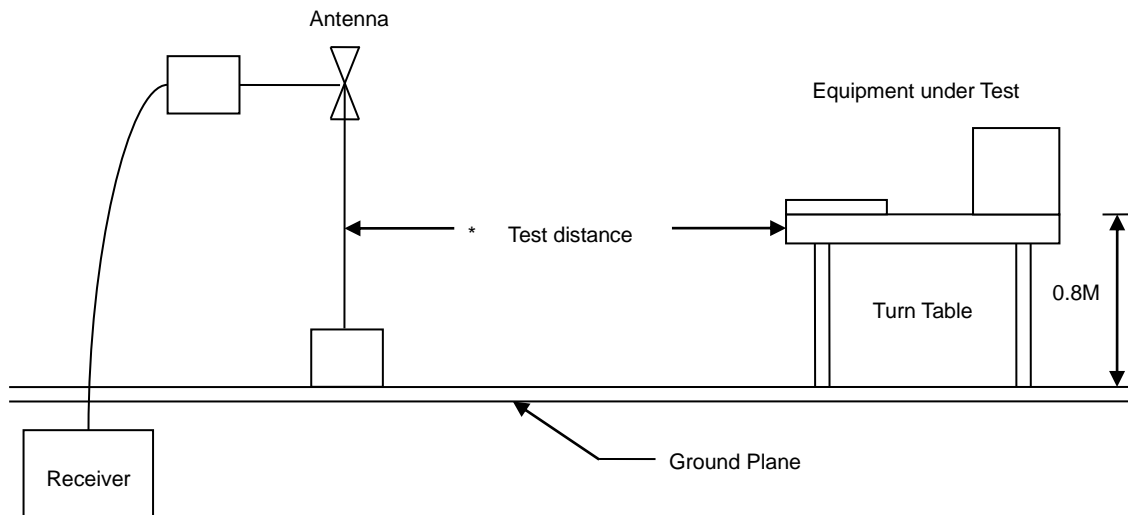 Antenna
Equipment under Test
* Test distance
0.8M
Turn Table
Ground Plane
Receiver